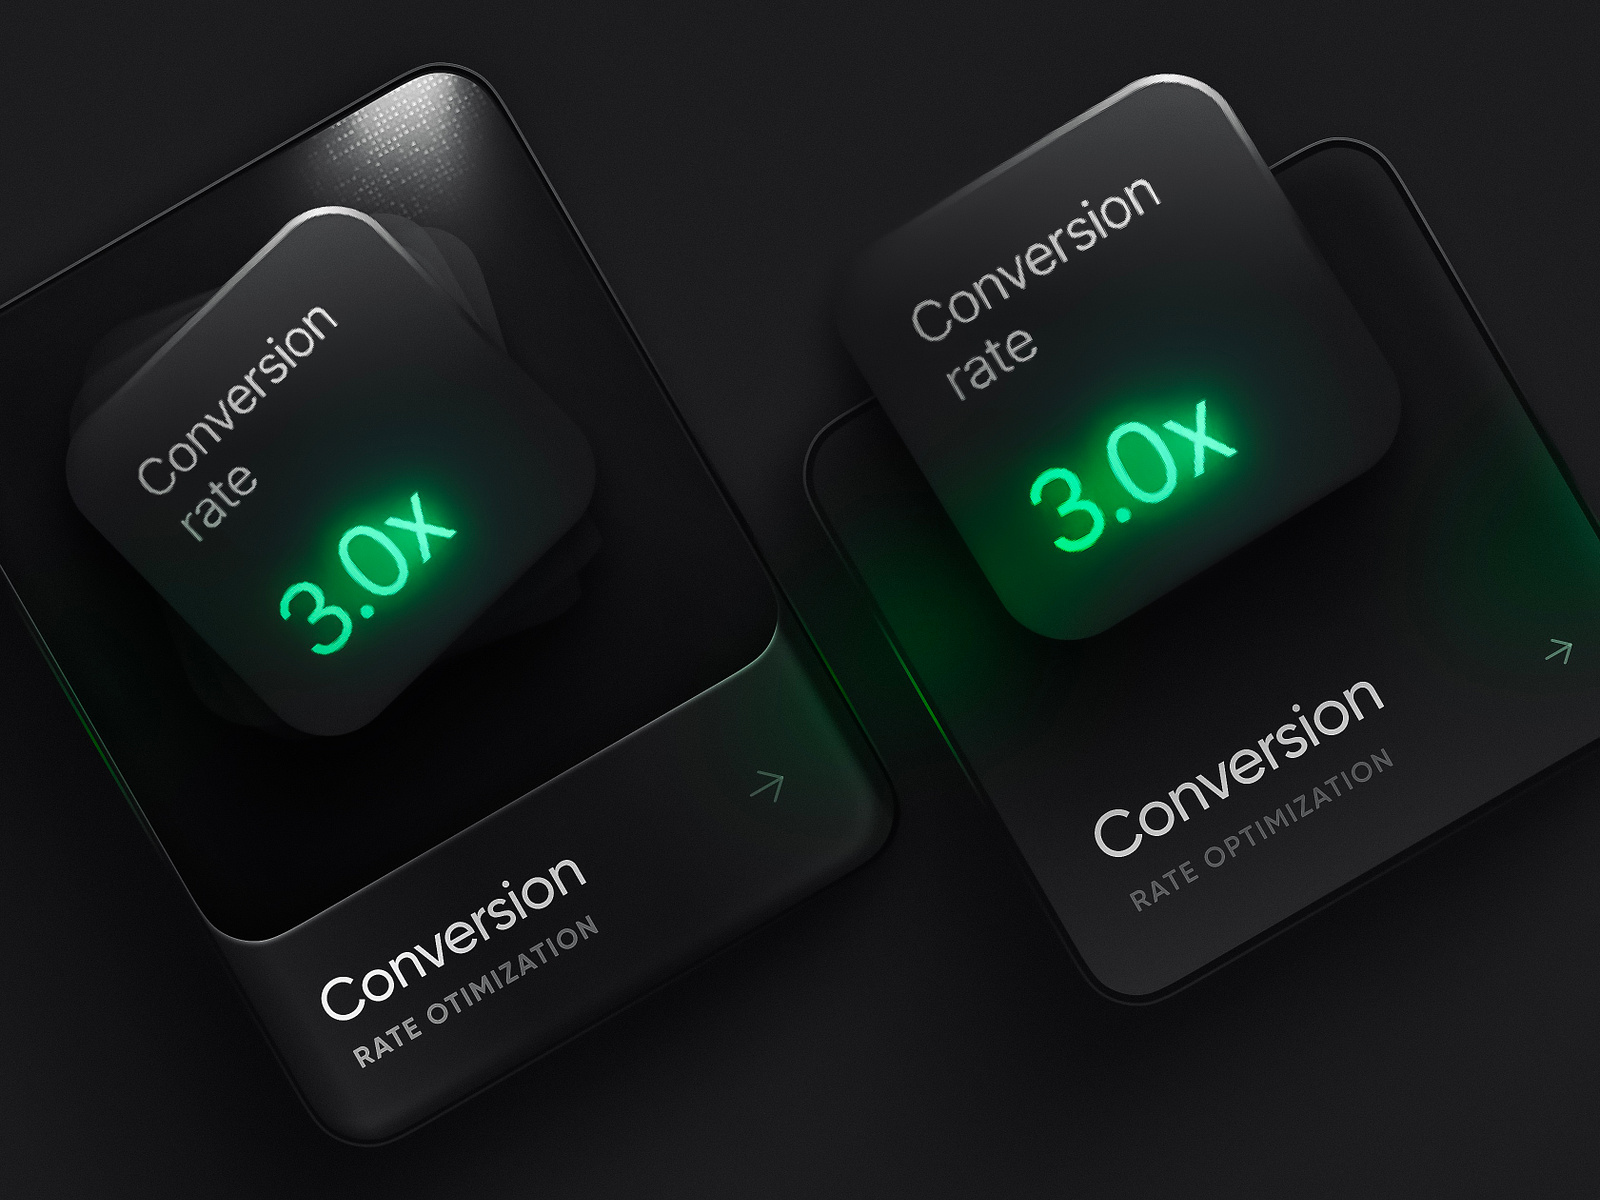 Conversion
rate
3.0x
Conversion
RATE OTIMIZATION
Conversion
rate
3.0x
Conversion
RATE OPTIMIZATION